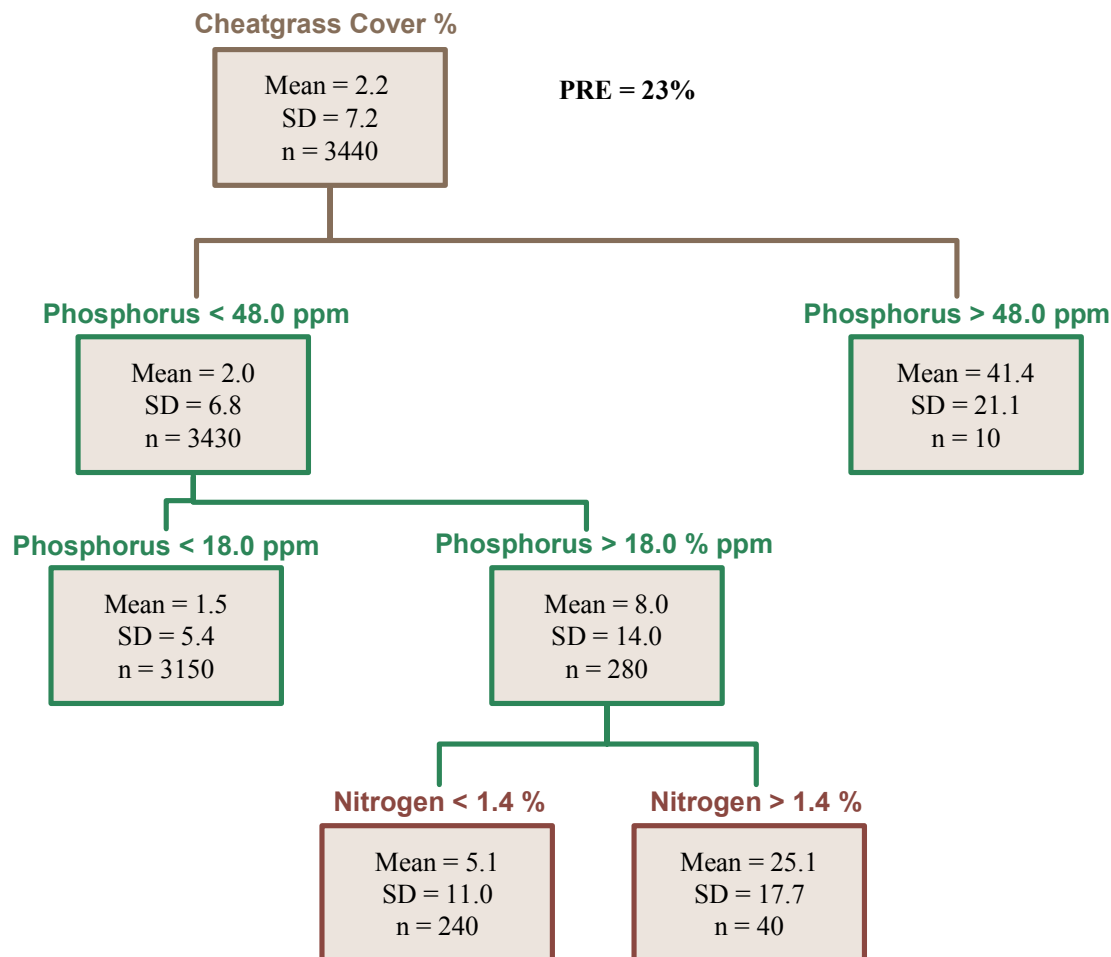 Cheatgrass Cover %
Mean = 2.2
SD = 7.2
n = 3440
PRE = 23%
Phosphorus < 48.0 ppm
Mean = 2.0
SD = 6.8
n = 3430
Phosphorus > 48.0 ppm
Mean = 41.4
SD = 21.1
n = 10
Phosphorus < 18.0 ppm
Mean = 1.5
SD = 5.4
n = 3150
Phosphorus > 18.0 % ppm
Mean = 8.0
SD = 14.0
n = 280
Nitrogen < 1.4 %
Mean = 5.1
SD = 11.0
n = 240
Nitrogen > 1.4 %
Mean = 25.1
SD = 17.7
n = 40